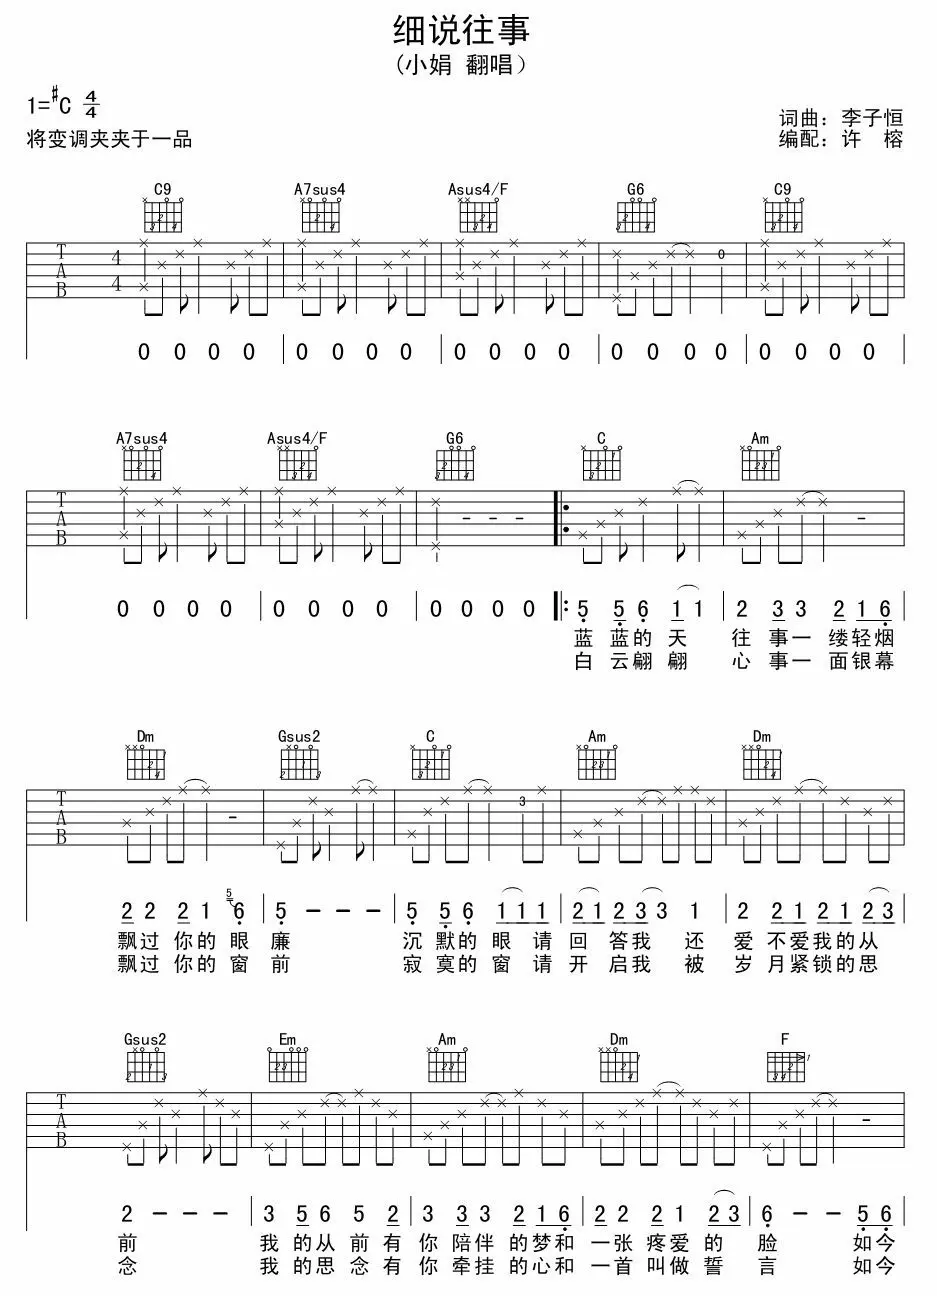 细说往事
(小娟 翻唱)
1=#C 4/4
将变调夹夹于一品
词曲：李子恒
编配：许 榕
C9 A7sus4 Asus4/F G6 C9
T A B 4 4 0
0 0 0 0 | 0 0 0 0 | 0 0 0 0 | 0 0 0 0 | 0 0 0 0 |
A7sus4 Asus4/F G6 C Am
T A B - - - -
0 0 0 0 | 0 0 0 0 | 0 0 0 0 |: 5 5 6 1 1 | 2 3 3 2 1 6
蓝 蓝的 天 往 事一 缕轻烟
白 云翩 翩 心 事一 面银幕
Dm Gsus2 C Am Dm
T A B - 3
2 2 2 1 5 6 | 5 - - - | 5 5 6 1 1 1 | 2 1 2 3 3 1 | 2 2 1 2 1 2 3
飘过 你的 眼 廉 沉 默的 眼 请 回 答我 还 爱 不爱我的从
飘过 你的 窗 前 寂 寞的 窗 请 开 启我 被 岁 月紧锁的思
Gsus2 Em Am Dm F
T A B -
2 - - - | 3 5 6 5 2 | 3 3 2 1 6 | 2 2 2 1 2 3 | 6 - - 5 6
前 我 的从 前 有 你 陪伴 的 梦和 一张 疼爱 的 脸 如今
念 我 的思 念 有 你 牵挂 的 心和 一首 叫做 誓 言 如今